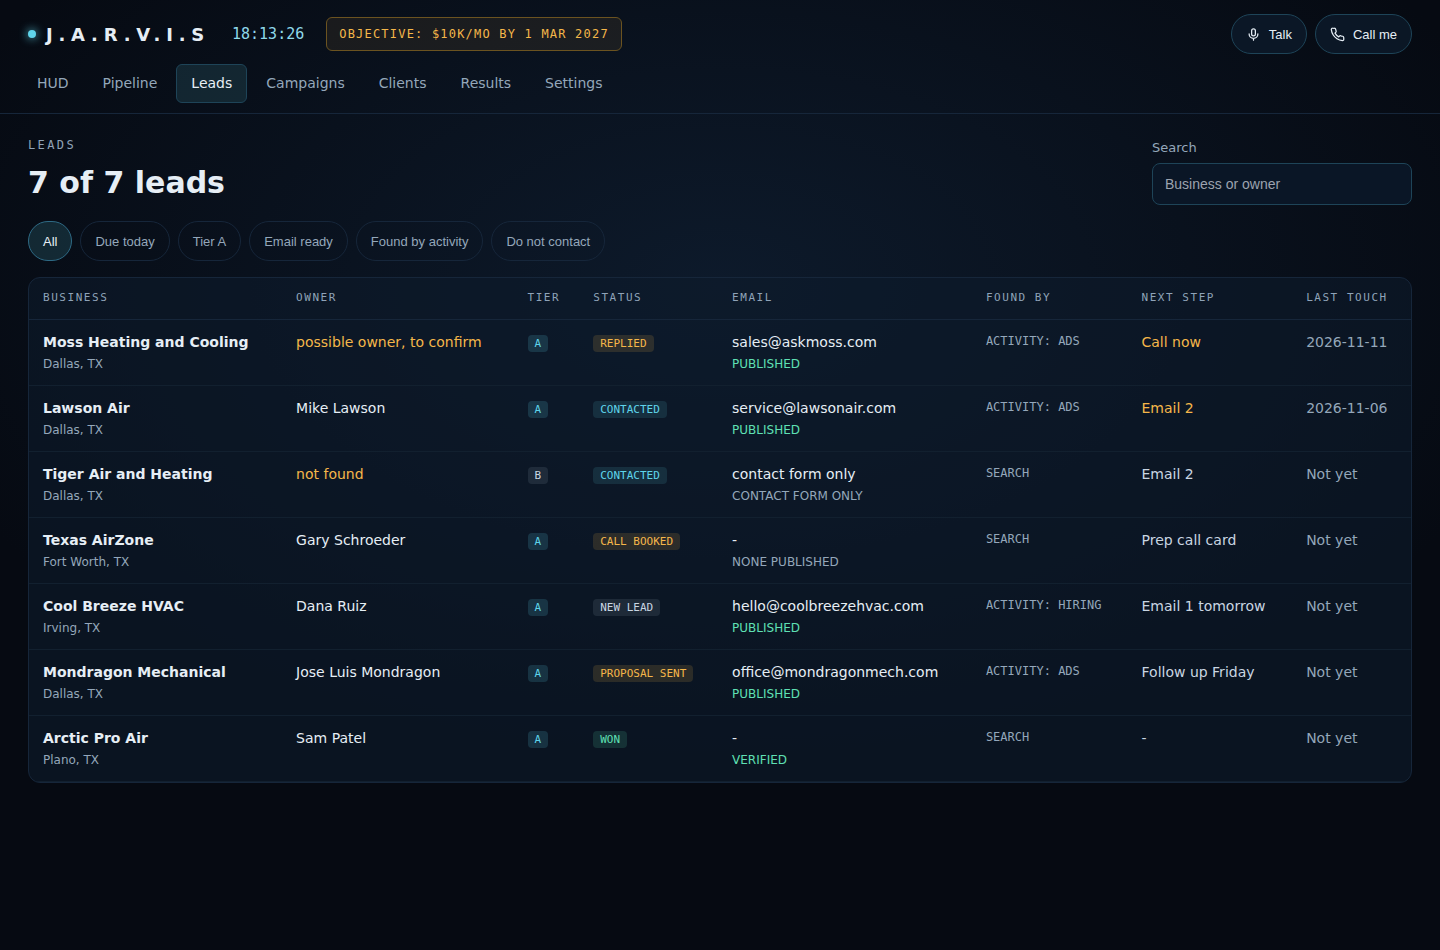 J.A.R.V.I.S 18:13:26 OBJECTIVE: $10K/MO BY 1 MAR 2027 Talk Call me
HUD Pipeline Leads Campaigns Clients Results Settings
LEADS
7 of 7 leads
Search
Business or owner
All Due today Tier A Email ready Found by activity Do not contact
BUSINESS OWNER TIER STATUS EMAIL FOUND BY NEXT STEP LAST TOUCH
Moss Heating and Cooling possible owner, to confirm A REPLIED sales@askmoss.com ACTIVITY: ADS Call now 2026-11-11
Dallas, TX PUBLISHED
Lawson Air Mike Lawson A CONTACTED service@lawsonair.com ACTIVITY: ADS Email 2 2026-11-06
Dallas, TX PUBLISHED
Tiger Air and Heating not found B CONTACTED contact form only SEARCH Email 2 Not yet
Dallas, TX CONTACT FORM ONLY
Texas AirZone Gary Schroeder A CALL BOOKED - SEARCH Prep call card Not yet
Fort Worth, TX NONE PUBLISHED
Cool Breeze HVAC Dana Ruiz A NEW LEAD hello@coolbreezehvac.com ACTIVITY: HIRING Email 1 tomorrow Not yet
Irving, TX PUBLISHED
Mondragon Mechanical Jose Luis Mondragon A PROPOSAL SENT office@mondragonmech.com ACTIVITY: ADS Follow up Friday Not yet
Dallas, TX PUBLISHED
Arctic Pro Air Sam Patel A WON - SEARCH - Not yet
Plano, TX VERIFIED